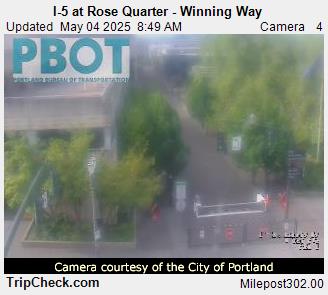 I-5 at Rose Quarter - Winning Way
Updated May 04 2025 8:49 AM Camera 4
PBOT
PORTLAND BUREAU OF TRANSPORTATION
Camera courtesy of the City of Portland
TripCheck.com Milepost302.00